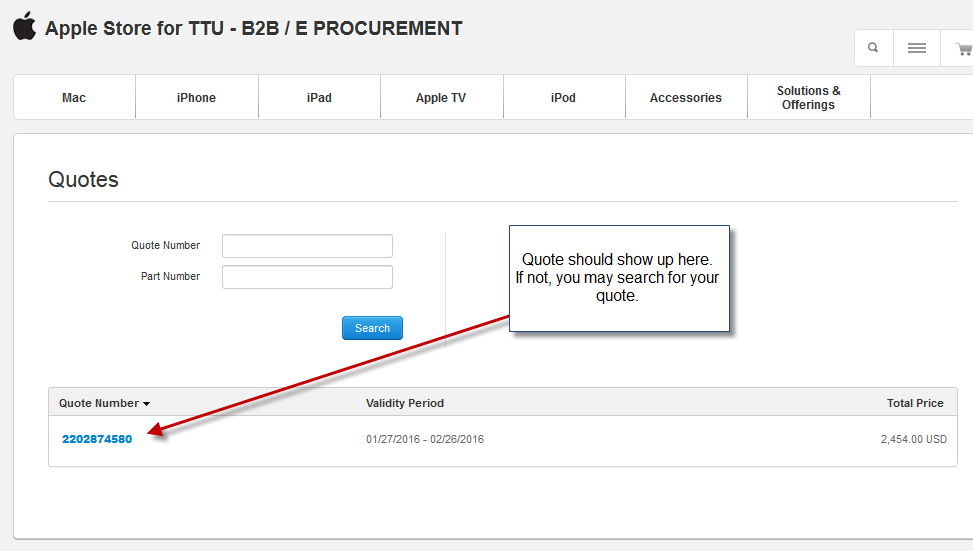 Apple Store for TTU - B2B / E PROCUREMENT
Mac
iPhone
iPad
Apple TV
iPod
Accessories
Solutions &
Offerings
Quotes
Quote Number
Part Number
Search
Quote should show up here.
If not, you may search for your
quote.
Quote Number
Validity Period
Total Price
2202874580
01/27/2016 - 02/26/2016
2,454.00 USD